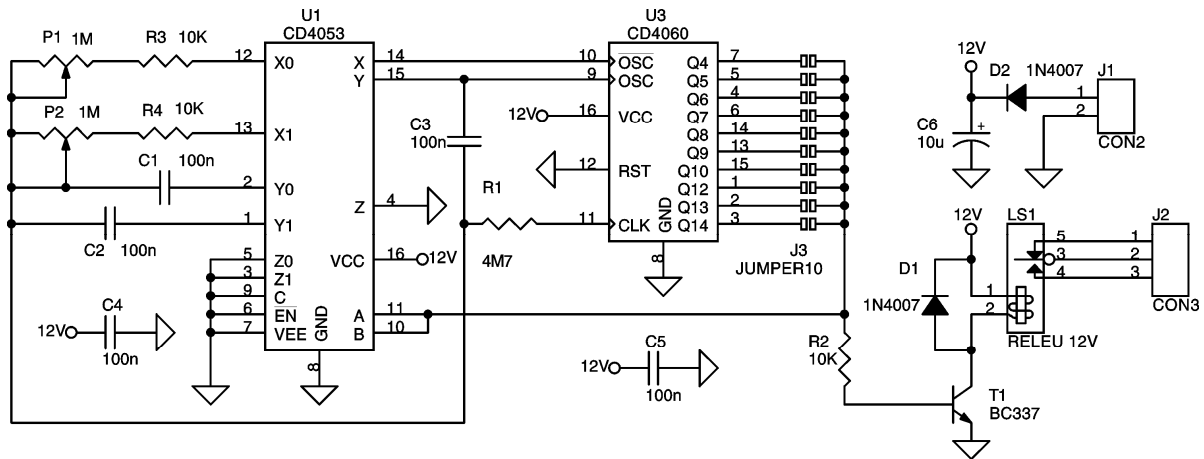 U1
CD4053
P1 1M
R3 10K
12 X0
X 14
Y 15
P2 1M
R4 10K
13 X1
C1
100n
2 Y0
1 Y1
C2
100n
Z 4
VCC 16 12V
5 Z0
3 Z1
9 C
6 EN
7 VEE
GND
8
A 11
B 10
C4
12V
100n
C3
100n
R1
4M7
U3
CD4060
10 OSC
9 OSC
12V 16 VCC
12 RST
11 CLK
GND
8
Q4 7
Q5 5
Q6 4
Q7 6
Q8 14
Q9 13
Q10 15
Q12 1
Q13 2
Q14 3
J3
JUMPER10
C5
12V
100n
R2
10K
12V
D2 1N4007
J1
1
2
CON2
C6
10u
+
12V
LS1
J2
5 1
3 2
4 3
CON3
D1
1N4007
1
2
RELEU 12V
T1
BC337